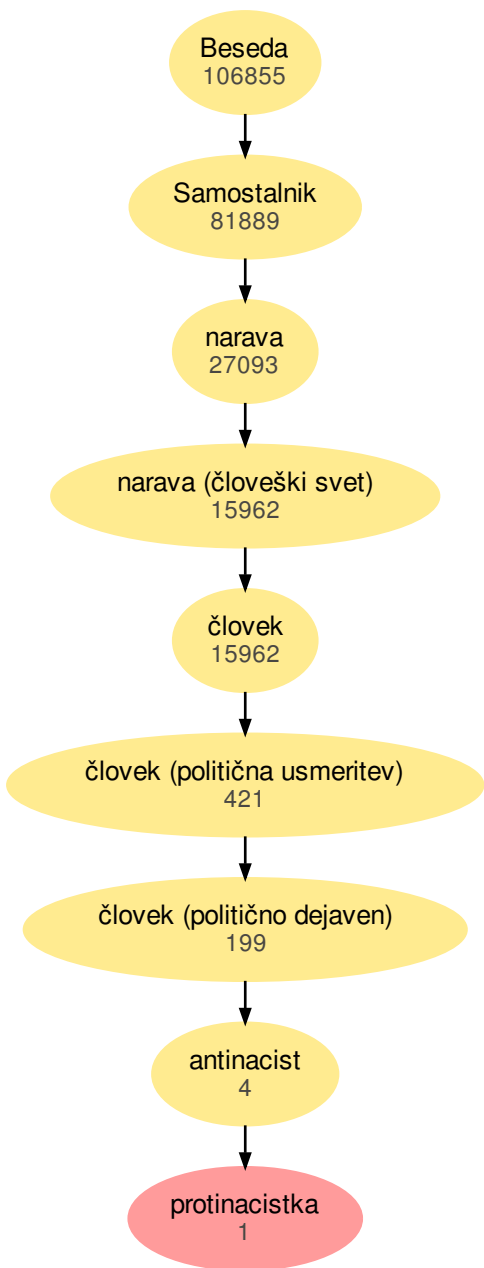 Beseda
106855
Samostalnik
81889
narava
27093
narava (človeški svet)
15962
človek
15962
človek (politična usmeritev)
421
človek (politično dejaven)
199
antinacist
4
protinacistka
1